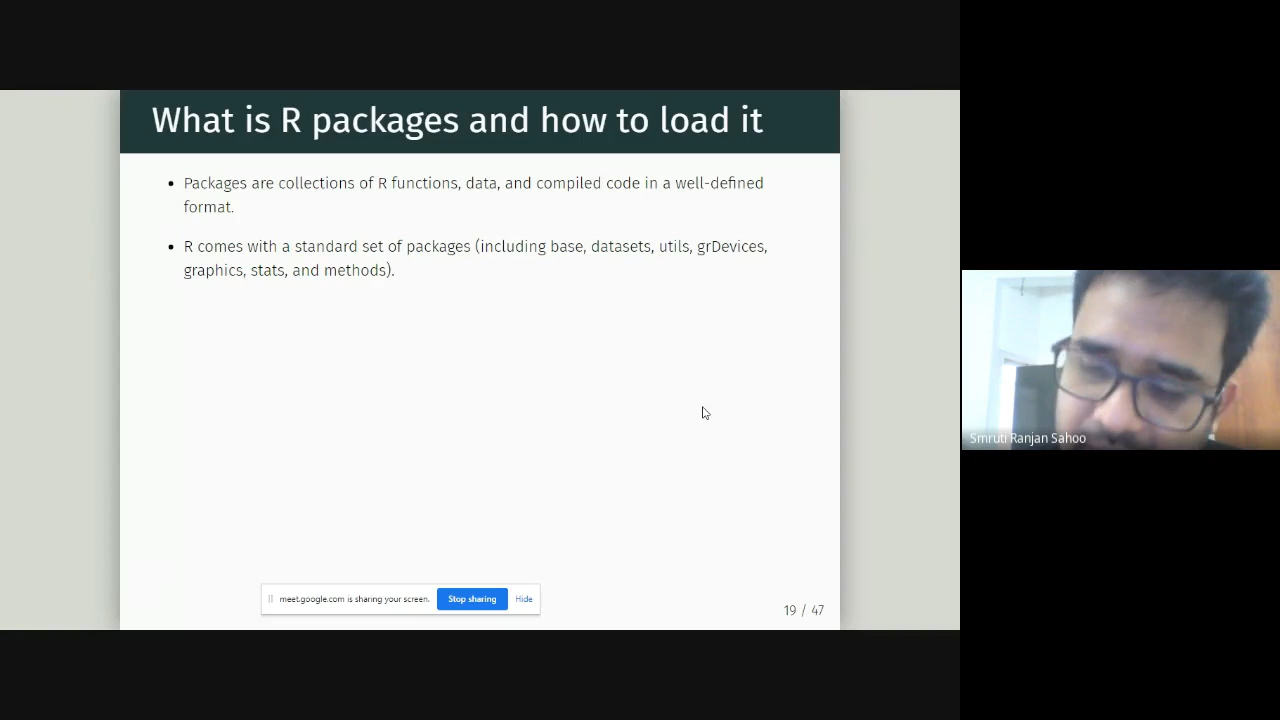 What is R packages and how to load it
• Packages are collections of R functions, data, and compiled code in a well-defined
format.
• R comes with a standard set of packages (including base, datasets, utils, grDevices,
graphics, stats, and methods).
meet.google.com is sharing your screen. Stop sharing Hide
19 / 47
Smruti Ranjan Sahoo